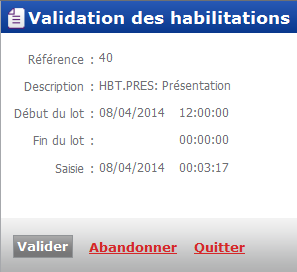 Validation des habilitations
Référence : 40
Description : HBT.PRES: Présentation
Début du lot : 08/04/2014 12:00:00
Fin du lot : 00:00:00
Saisie : 08/04/2014 00:03:17
Valider Abandonner Quitter